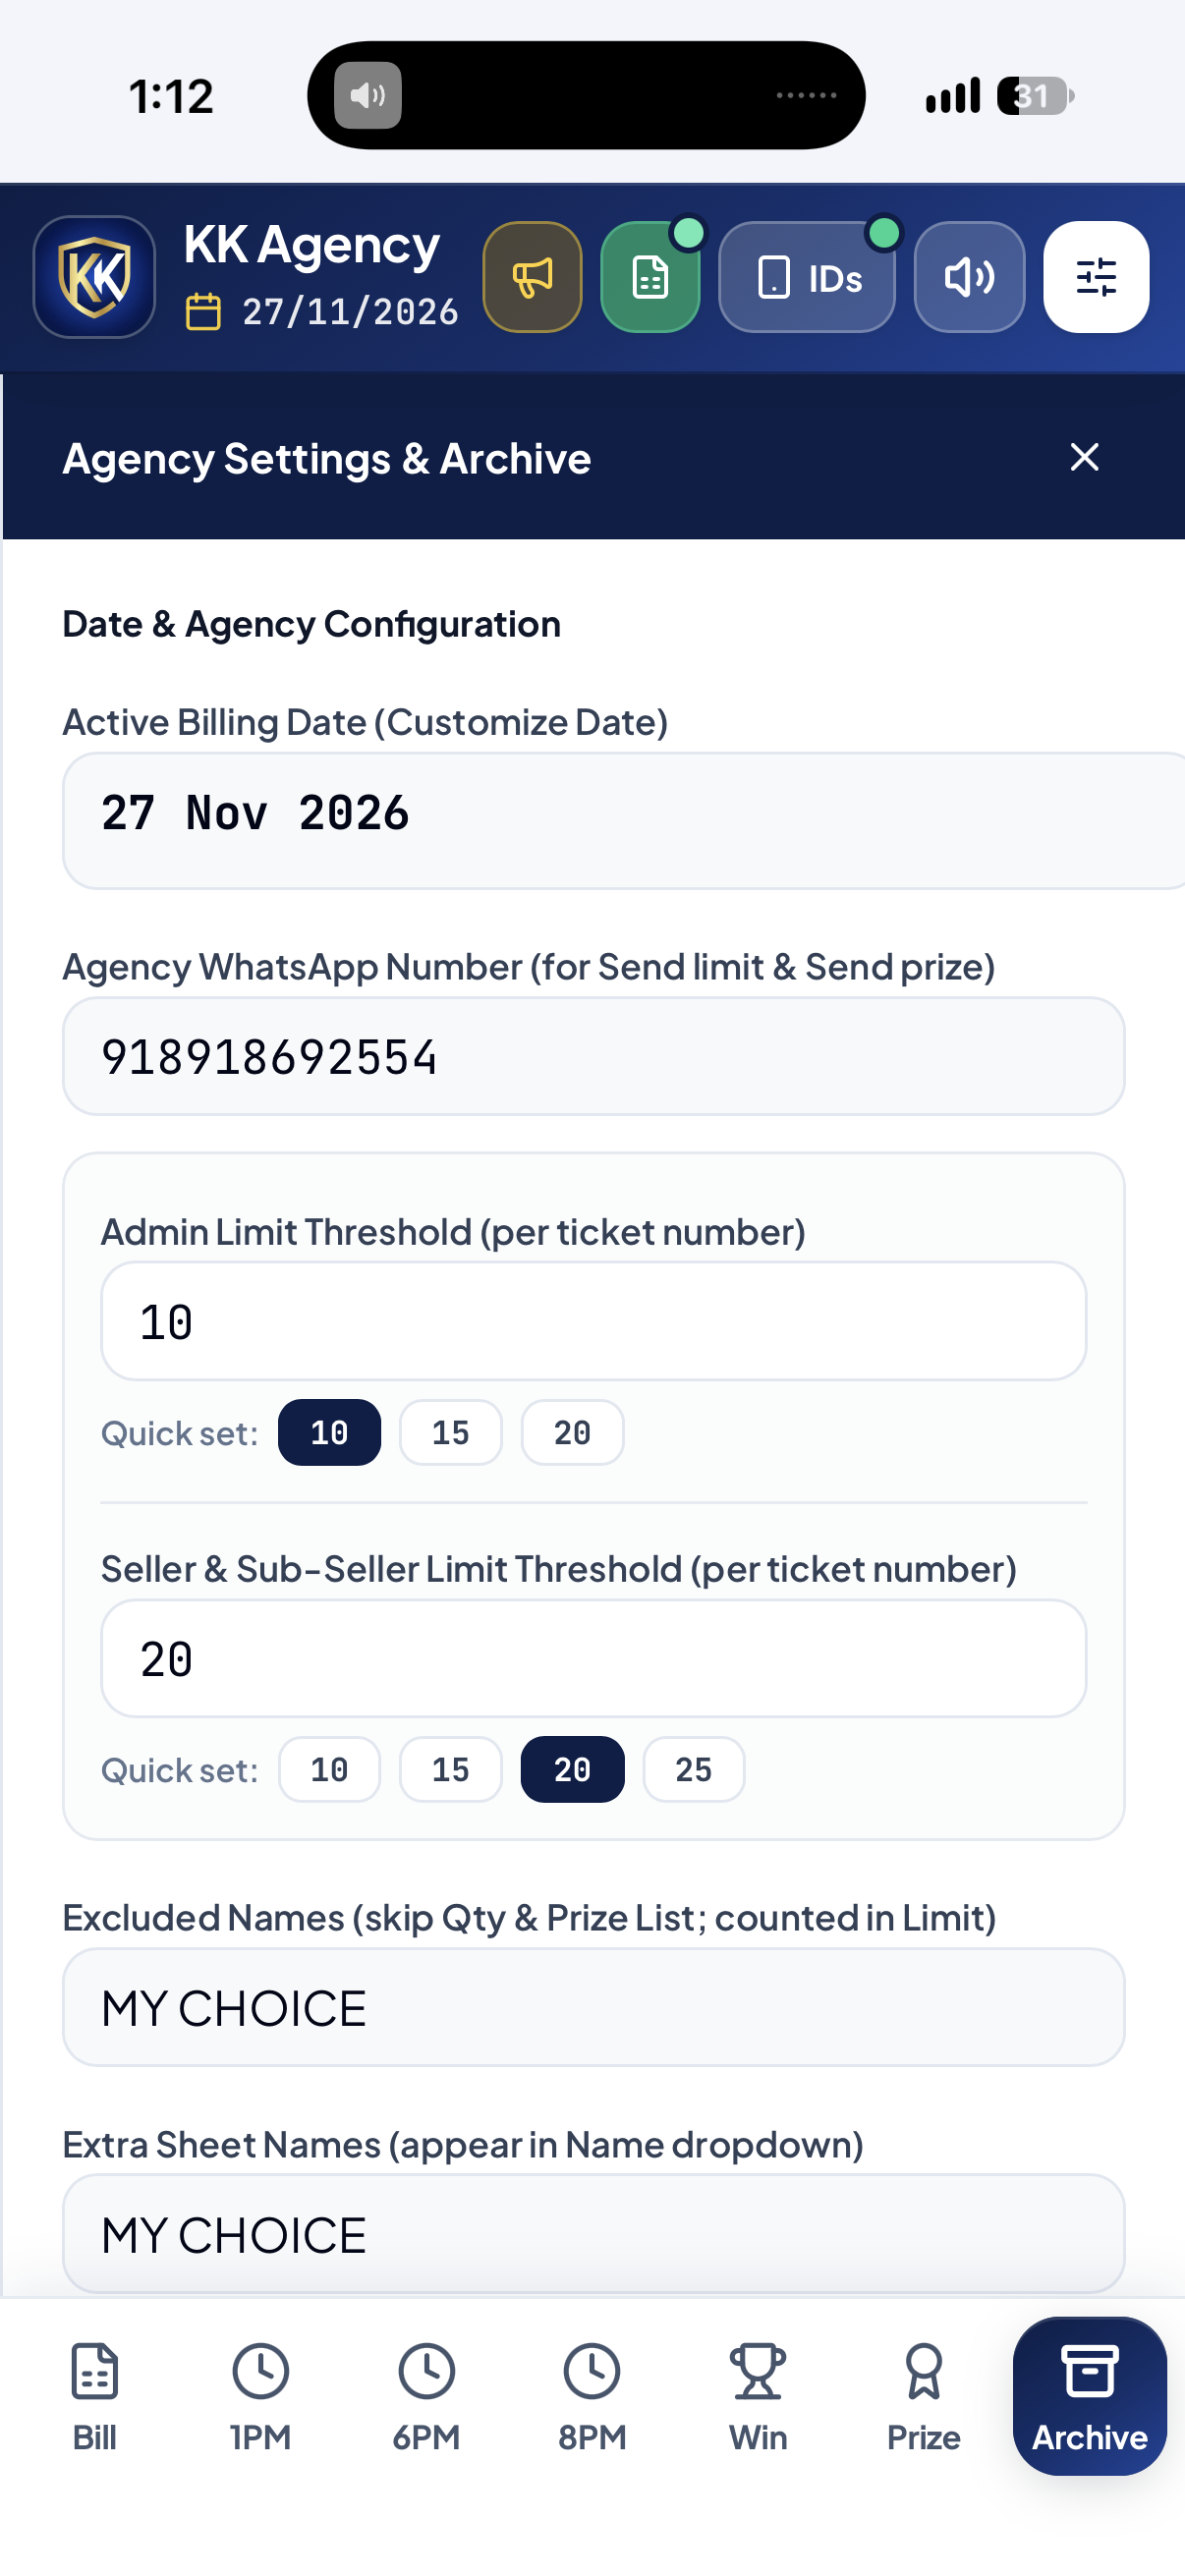 1:12
31
KK
KK Agency
27/11/2026
IDs
Agency Settings & Archive
Date & Agency Configuration
Active Billing Date (Customize Date)
27 Nov 2026
Agency WhatsApp Number (for Send limit & Send prize)
918918692554
Admin Limit Threshold (per ticket number)
10
Quick set: 10 15 20
Seller & Sub-Seller Limit Threshold (per ticket number)
20
Quick set: 10 15 20 25
Excluded Names (skip Qty & Prize List; counted in Limit)
MY CHOICE
Extra Sheet Names (appear in Name dropdown)
MY CHOICE
Bill 1PM 6PM 8PM Win Prize Archive